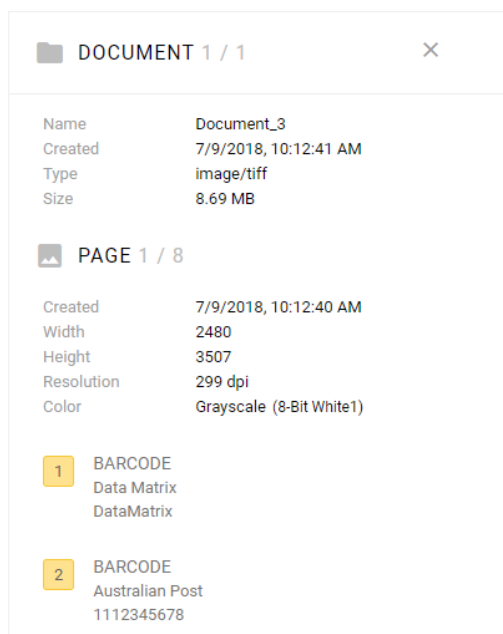 DOCUMENT 1 / 1
Name Document_3
Created 7/9/2018, 10:12:41 AM
Type image/tiff
Size 8.69 MB
PAGE 1 / 8
Created 7/9/2018, 10:12:40 AM
Width 2480
Height 3507
Resolution 299 dpi
Color Grayscale (8-Bit White1)
1 BARCODE
Data Matrix
DataMatrix
2 BARCODE
Australian Post
1112345678